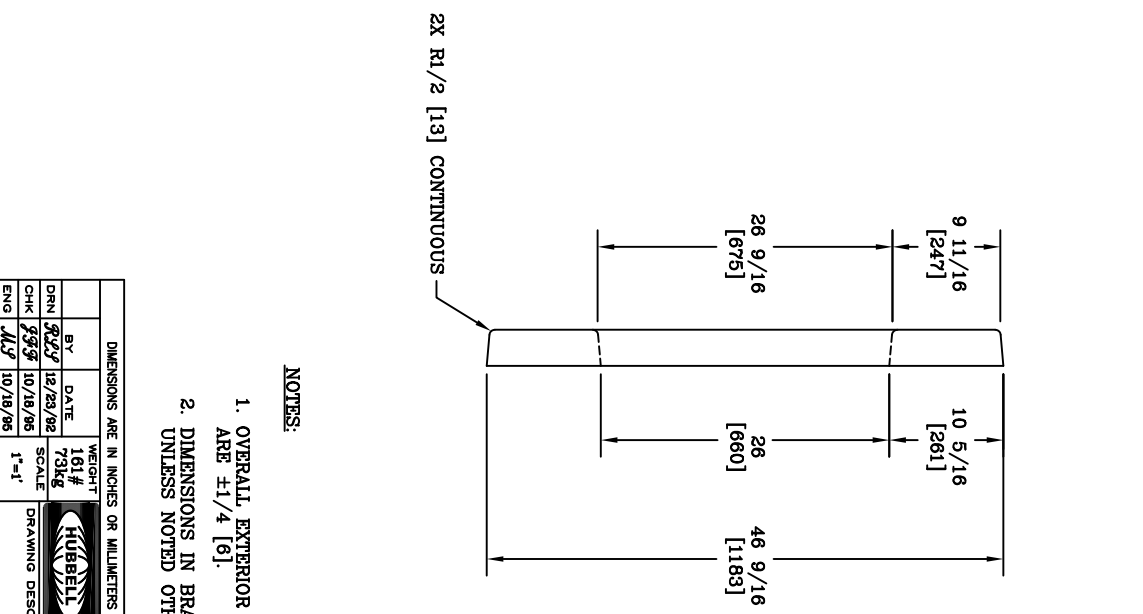 2X R1/2 [13] CONTINUOUS
9 11/16
[247]
26 9/16
[675]
10 5/16
[261]
26
[660]
46 9/16
[1183]
NOTES:
1. OVERALL EXTERIOR
ARE ±1/4 [6].
2. DIMENSIONS IN
UNLESS NOTED
DIMENSIONS ARE IN INCHES OR MILLIMETERS
BY DATE
DRN RLS 12/23/92
CHK JFF 10/18/95
ENG 10/18/95
WEIGHT
161#
73kg
SCALE
1"=1'
HUBBELL
DRAWING